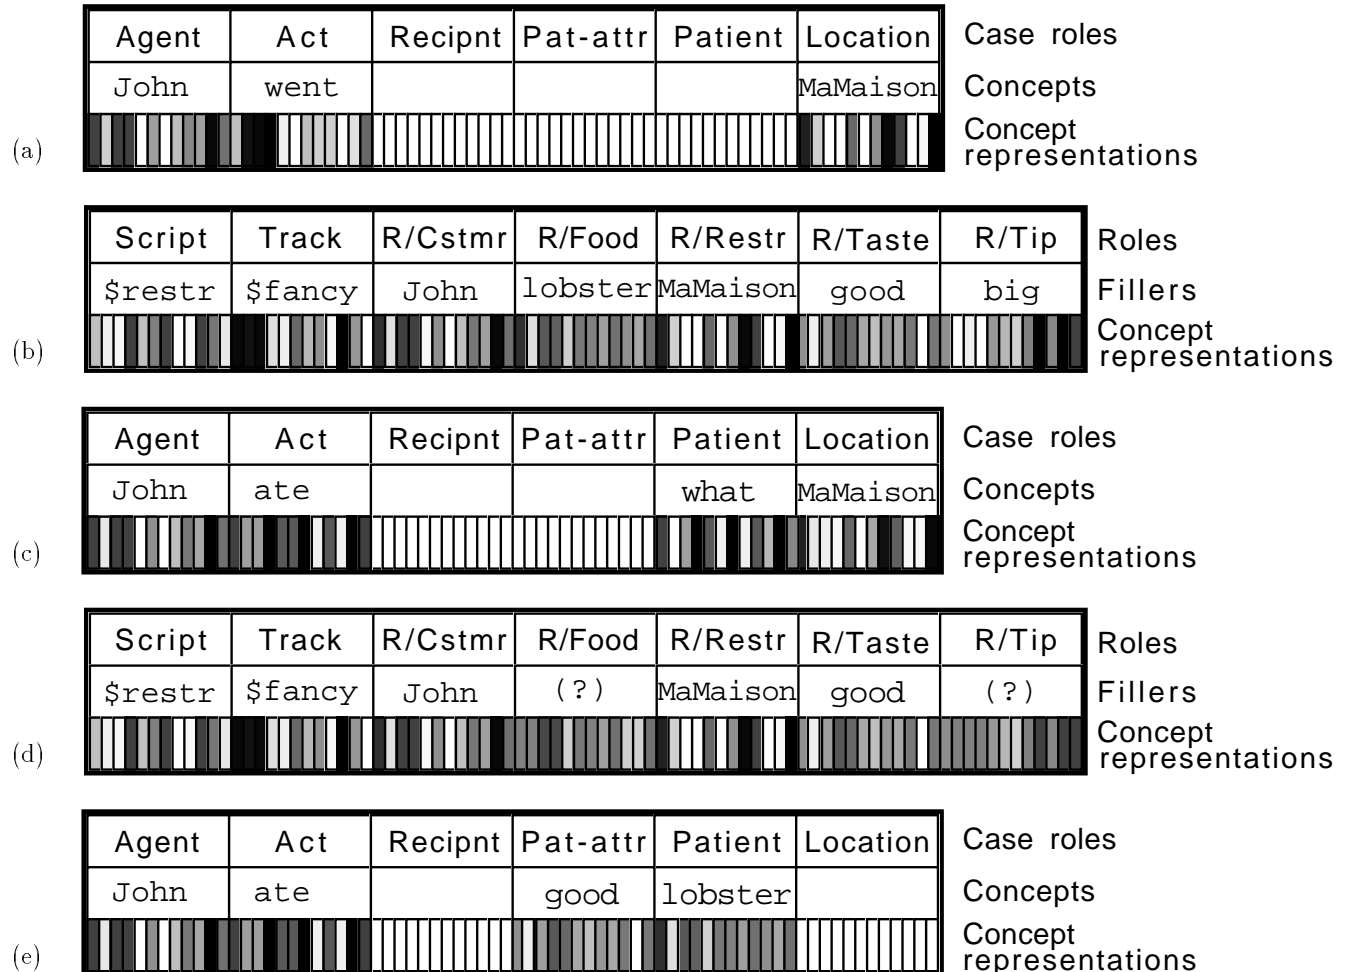 Agent Act Recipnt Pat-attr Patient Location Case roles
John went MaMaison Concepts
(a) Concept
representations
Script Track R/Cstmr R/Food R/Restr R/Taste R/Tip Roles
$restr $fancy John lobster MaMaison good big Fillers
(b) Concept
representations
Agent Act Recipnt Pat-attr Patient Location Case roles
John ate what MaMaison Concepts
(c) Concept
representations
Script Track R/Cstmr R/Food R/Restr R/Taste R/Tip Roles
$restr $fancy John (?) MaMaison good (?) Fillers
(d) Concept
representations
Agent Act Recipnt Pat-attr Patient Location Case roles
John ate good lobster Concepts
(e) Concept
representations